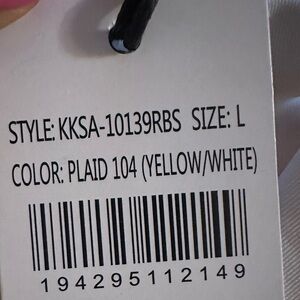 STYLE: KKSA-10139RBS SIZE: L
COLOR: PLAID 104 (YELLOW/WHITE)
194295112149